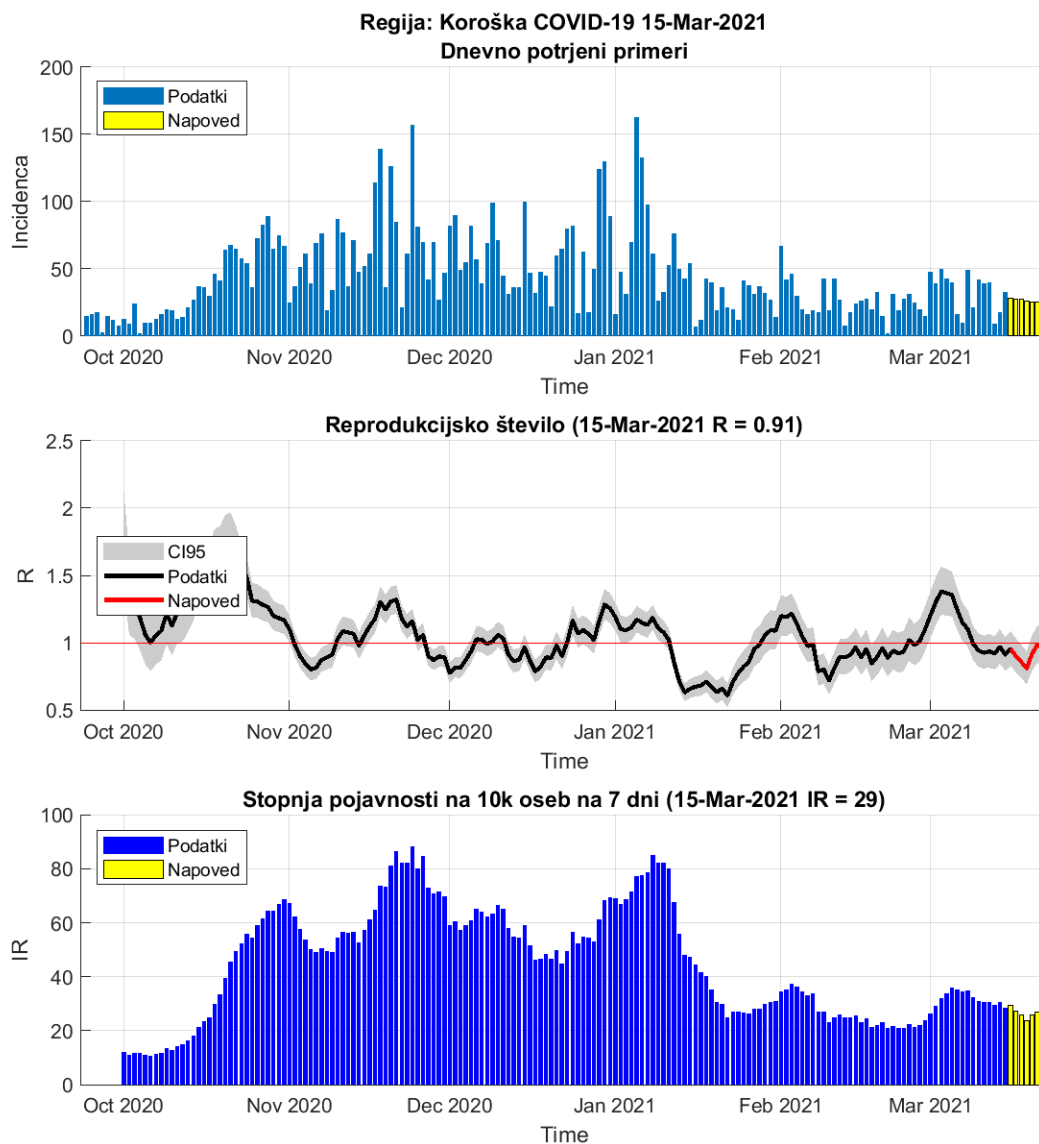 Regija: Koroška COVID-19 15-Mar-2021
Dnevno potrjeni primeri
200
150
100
50
0
Incidenca
Podatki
Napoved
Oct 2020
Nov 2020
Dec 2020
Jan 2021
Feb 2021
Mar 2021
Time
Reprodukcijsko število (15-Mar-2021 R = 0.91)
2.5
2
1.5
1
0.5
R
CI95
Podatki
Napoved
Oct 2020
Nov 2020
Dec 2020
Jan 2021
Feb 2021
Mar 2021
Time
Stopnja pojavnosti na 10k oseb na 7 dni (15-Mar-2021 IR = 29)
100
80
60
40
20
0
IR
Podatki
Napoved
Oct 2020
Nov 2020
Dec 2020
Jan 2021
Feb 2021
Mar 2021
Time